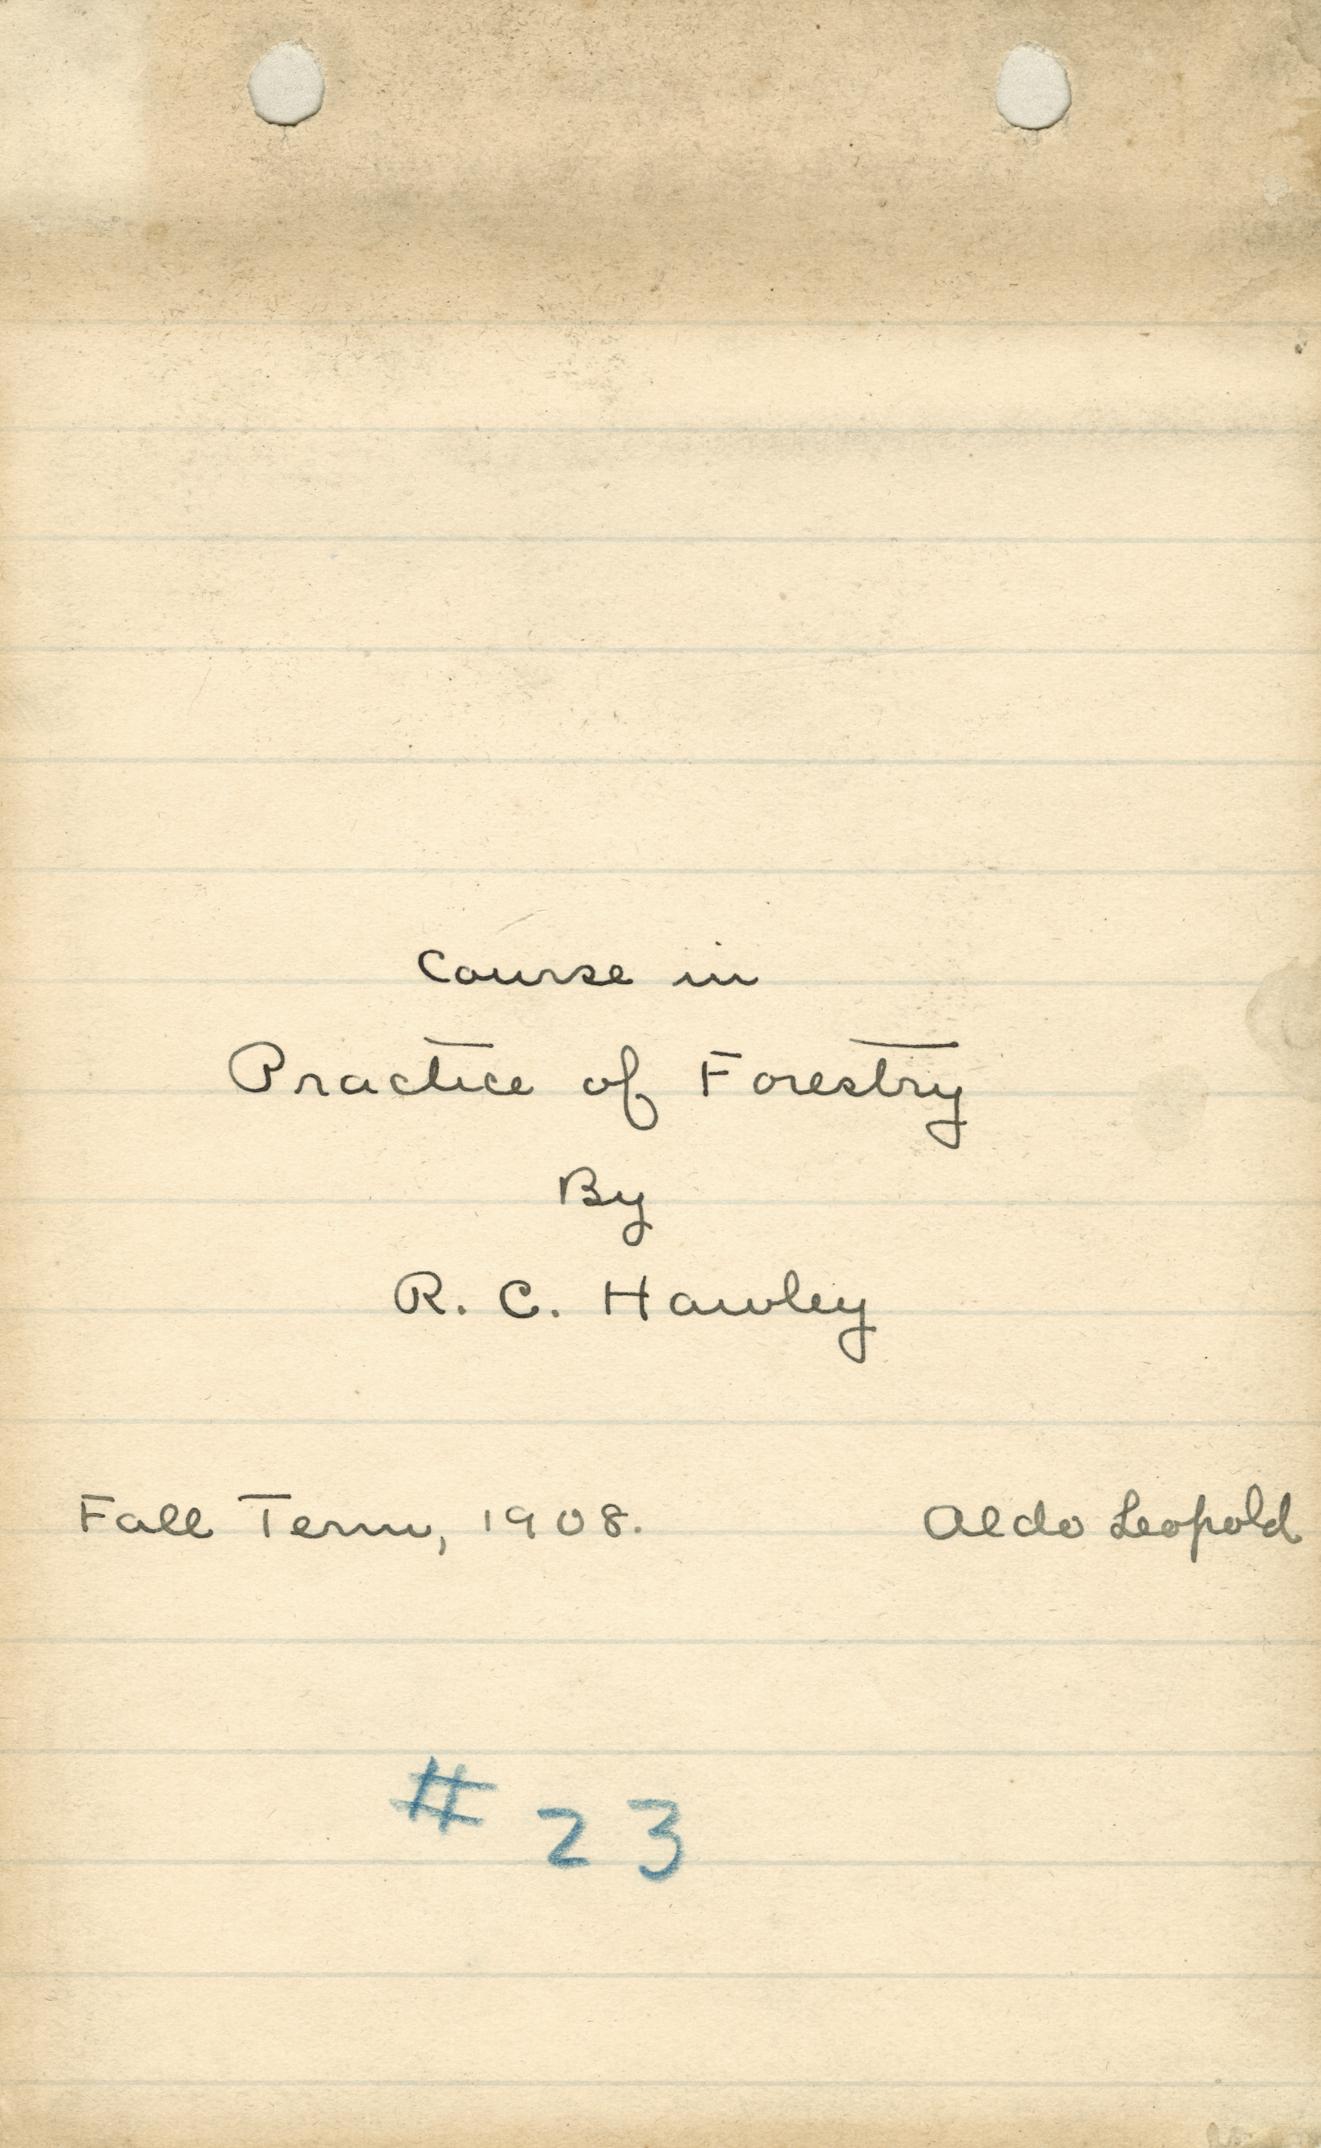 Course in
Practice of Forestry
By
R. C. Hawley
Fall Term, 1908. Aldo Leopold
# 23